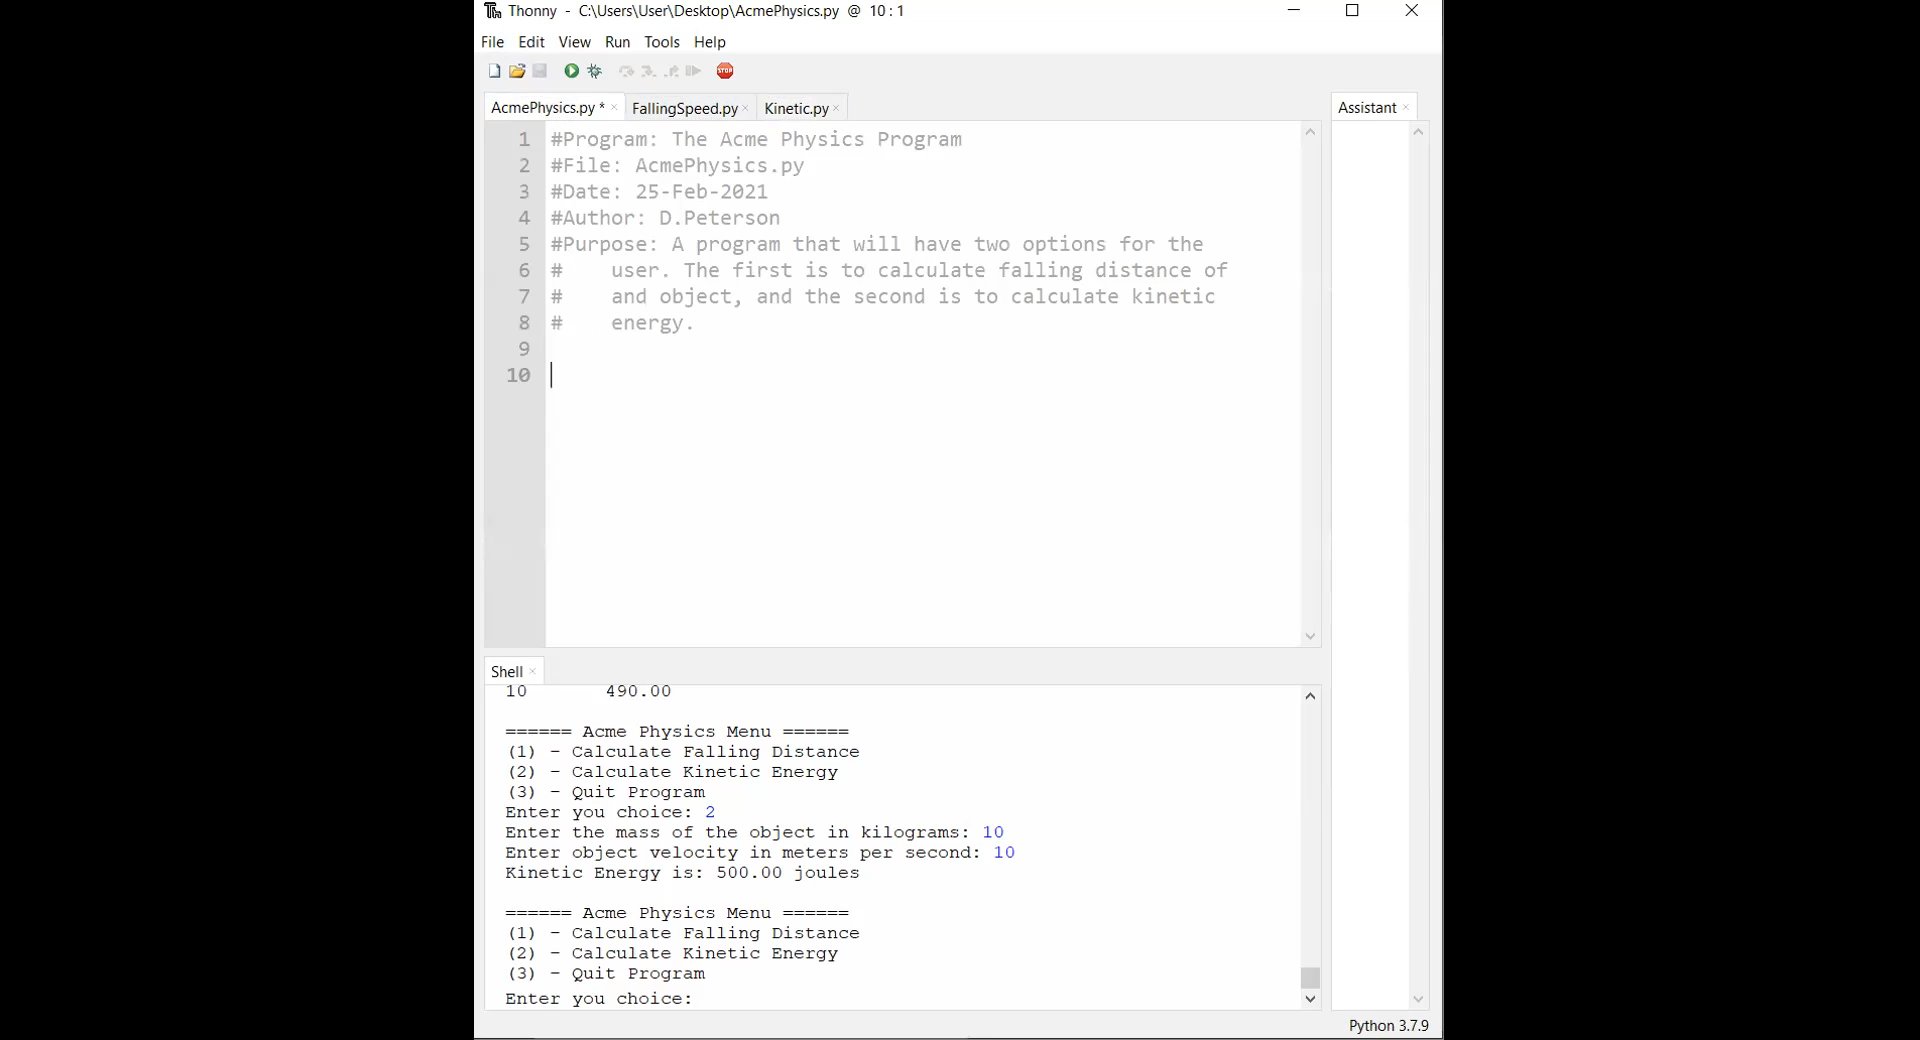 Thonny - C:\Users\User\Desktop\AcmePhysics.py @ 10 : 1
File Edit View Run Tools Help
STOP
AcmePhysics.py * × FallingSpeed.py × Kinetic.py × Assistant ×
1 #Program: The Acme Physics Program
2 #File: AcmePhysics.py
3 #Date: 25-Feb-2021
4 #Author: D.Peterson
5 #Purpose: A program that will have two options for the
6 #    user. The first is to calculate falling distance of
7 #    and object, and the second is to calculate kinetic
8 #    energy.
9
10
Shell ×
10       490.00
====== Acme Physics Menu ======
(1) - Calculate Falling Distance
(2) - Calculate Kinetic Energy
(3) - Quit Program
Enter you choice: 2
Enter the mass of the object in kilograms: 10
Enter object velocity in meters per second: 10
Kinetic Energy is: 500.00 joules
====== Acme Physics Menu ======
(1) - Calculate Falling Distance
(2) - Calculate Kinetic Energy
(3) - Quit Program
Enter you choice:
Python 3.7.9